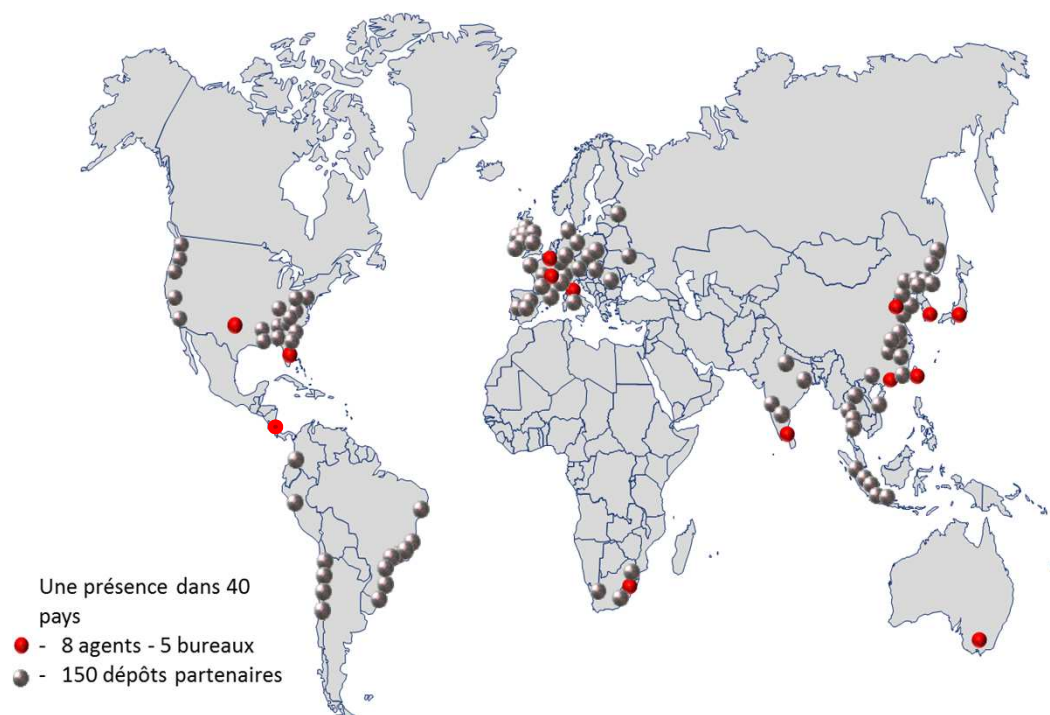 Une présence dans 40
pays
- 8 agents - 5 bureaux
- 150 dépôts partenaires